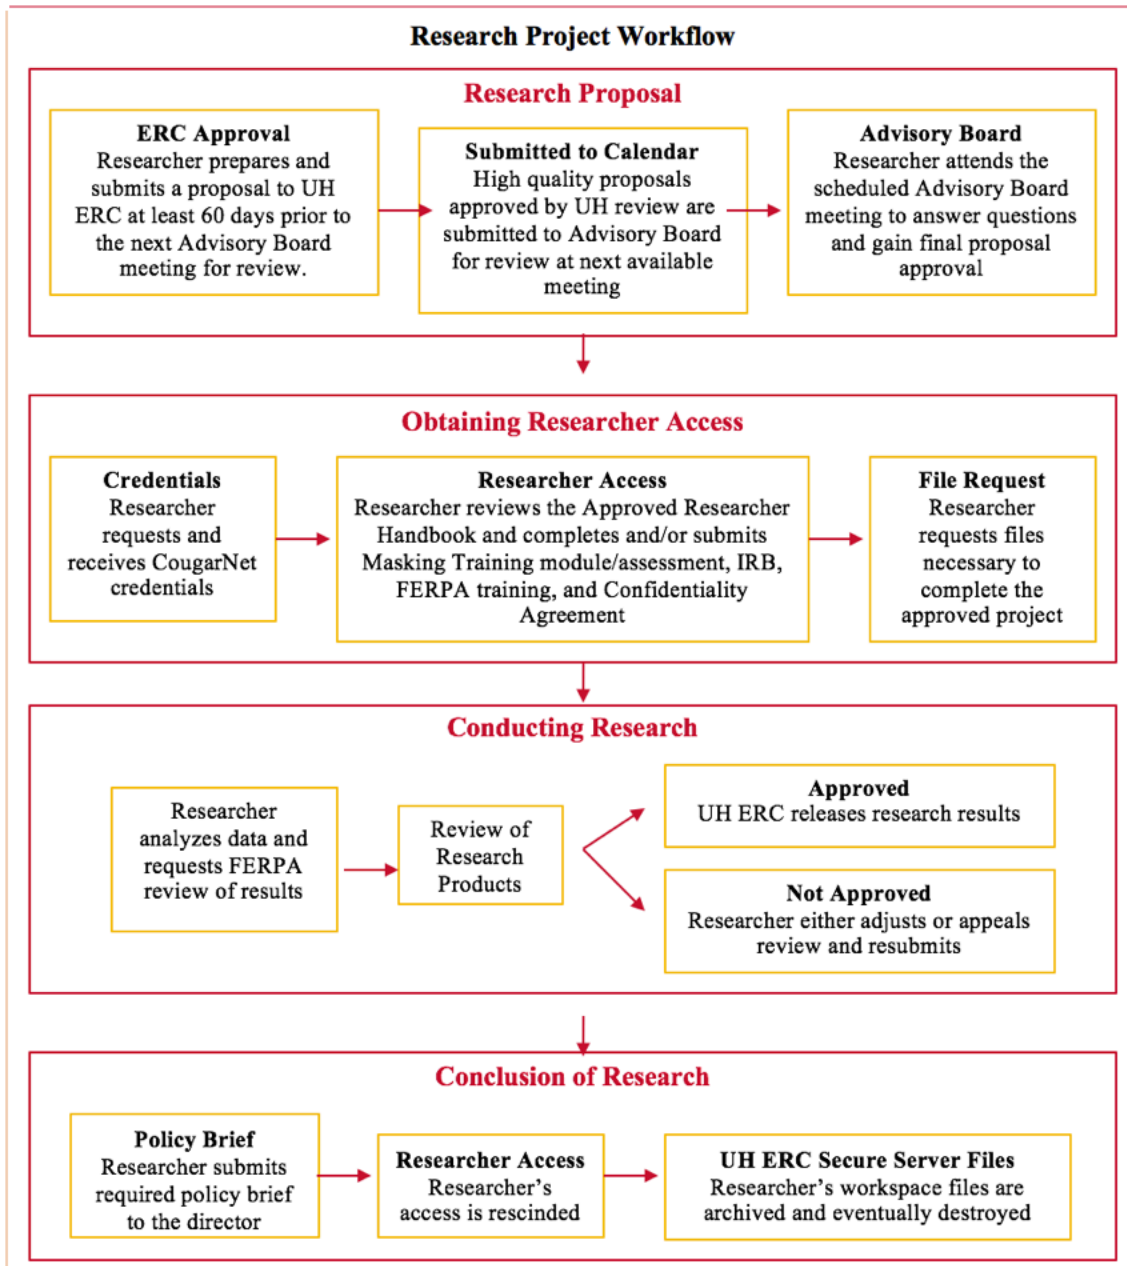 Research Project Workflow
Research Proposal
ERC Approval
Researcher prepares and
submits a proposal to UH
ERC at least 60 days prior to
the next Advisory Board
meeting for review.
Submitted to Calendar
High quality proposals
approved by UH review are
submitted to Advisory Board
for review at next available
meeting
Advisory Board
Researcher attends the
scheduled Advisory Board
meeting to answer questions
and gain final proposal
approval
Obtaining Researcher Access
Credentials
Researcher
requests and
receives CougarNet
credentials
Researcher Access
Researcher reviews the Approved Researcher
Handbook and completes and/or submits
Masking Training module/assessment, IRB,
FERPA training, and Confidentiality
Agreement
File Request
Researcher
requests files
necessary to
complete the
approved project
Conducting Research
Researcher
analyzes data and
requests FERPA
review of results
Review of
Research
Products
Approved
UH ERC releases research results
Not Approved
Researcher either adjusts or appeals
review and resubmits
Conclusion of Research
Policy Brief
Researcher submits
required policy brief
to the director
Researcher Access
Researcher's
access is rescinded
UH ERC Secure Server Files
Researcher's workspace files are
archived and eventually destroyed